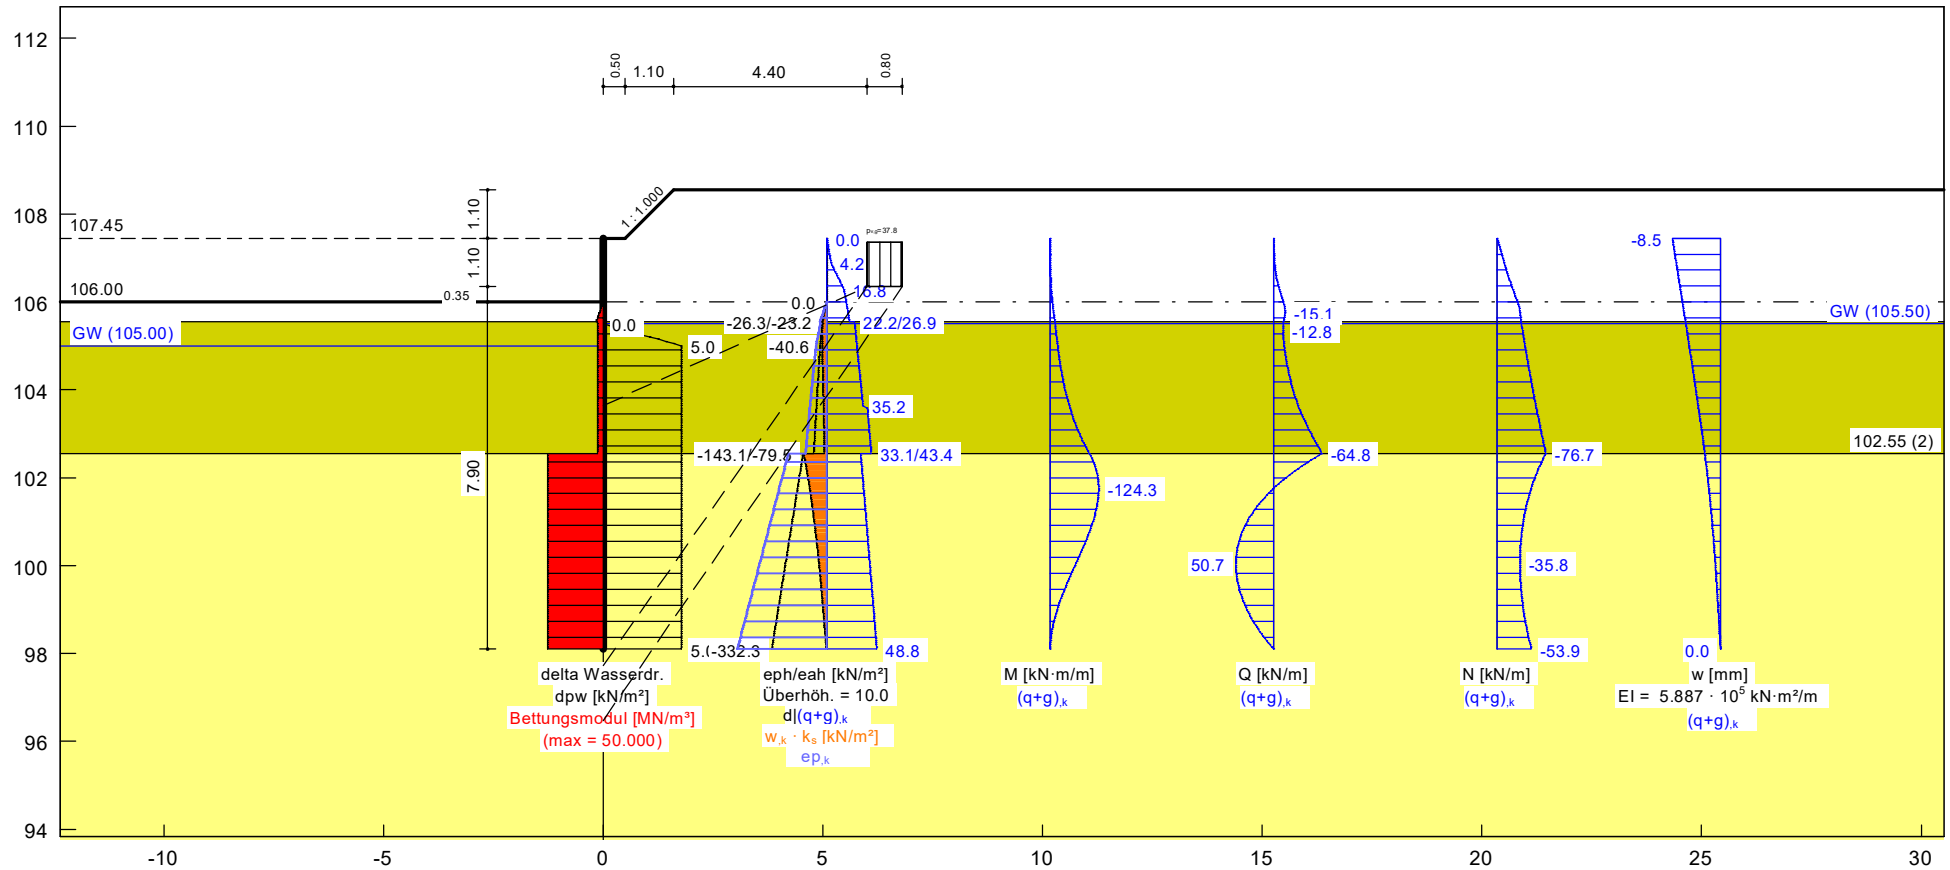 112
110
108
106
104
102
100
98
96
94
0.50
1.10
4.40
0.80
1 : 1.000
107.45
1.10
1.10
106.00
0.35
GW (105.00)
7.90
0.0
5.0
0.0
4.2
16.8
0.0
-26.3/-23.2
22.2/26.9
-40.6
35.2
33.1/43.4
-332.3
48.8
-124.3
-15.1
-12.8
-64.8
50.7
-76.7
-35.8
-53.9
-8.5
0.0
GW (105.50)
102.55 (2)
delta Wasserdr.
dpw [kN/m²]
Bettungsmodul [MN/m³]
(max = 50.000)
eph/eah [kN/m²]
Überhöh. = 10.0
d|(q+g),k
w,k · ks [kN/m²]
ep,k
M [kN·m/m]
(q+g),k
Q [kN/m]
(q+g),k
N [kN/m]
(q+g),k
w [mm]
EI = 5.887 · 10⁵ kN·m²/m
(q+g),k
-10
-5
0
5
10
15
20
25
30